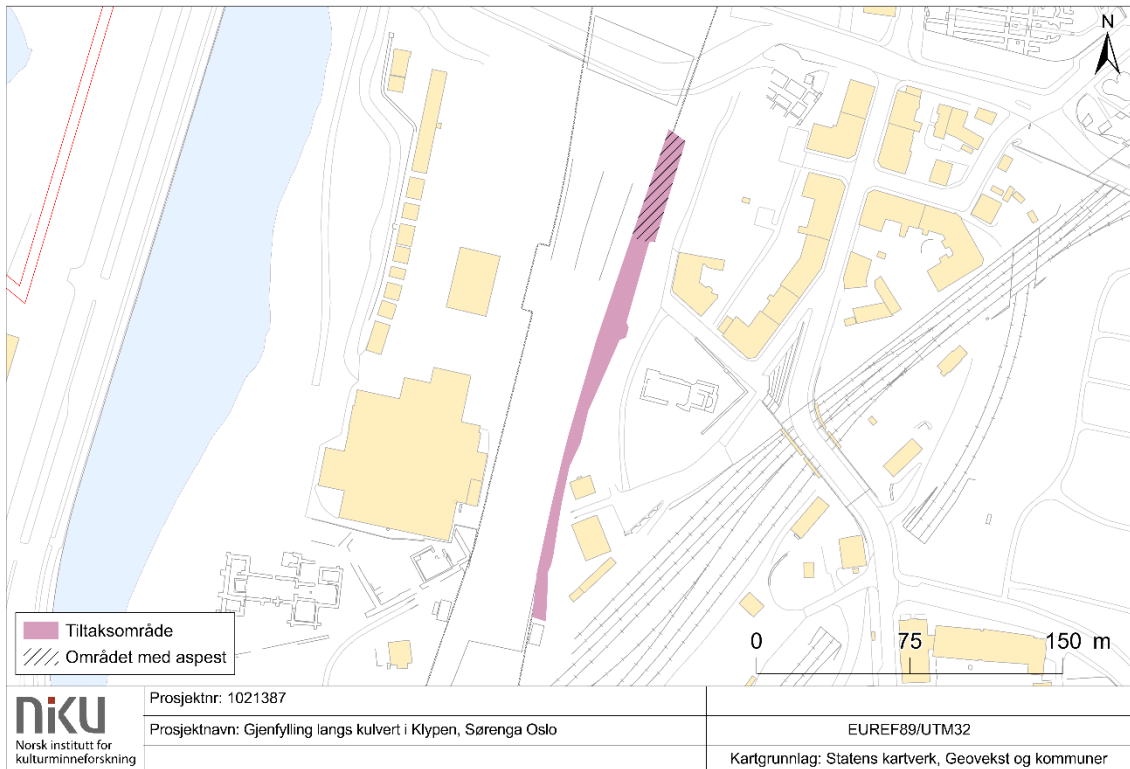 N
Tiltaksområde
Området med aspest
0 75 150 m
niku
Norsk institutt for
kulturminneforskning
Prosjektnr: 1021387
Prosjektnavn: Gjenfylling langs kulvert i Klypen, Sørenga Oslo
EUREF89/UTM32
Kartgrunnlag: Statens kartverk, Geovekst og kommuner